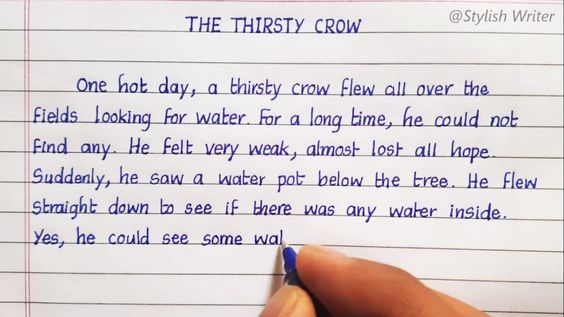 @Stylish Writer
THE THIRSTY CROW
One hot day, a thirsty crow flew all over the
fields looking for water. For a long time, he could not
find any. He felt very weak, almost lost all hope.
Suddenly, he saw a water pot below the tree. He flew
straight down to see if there was any water inside.
Yes, he could see some wat